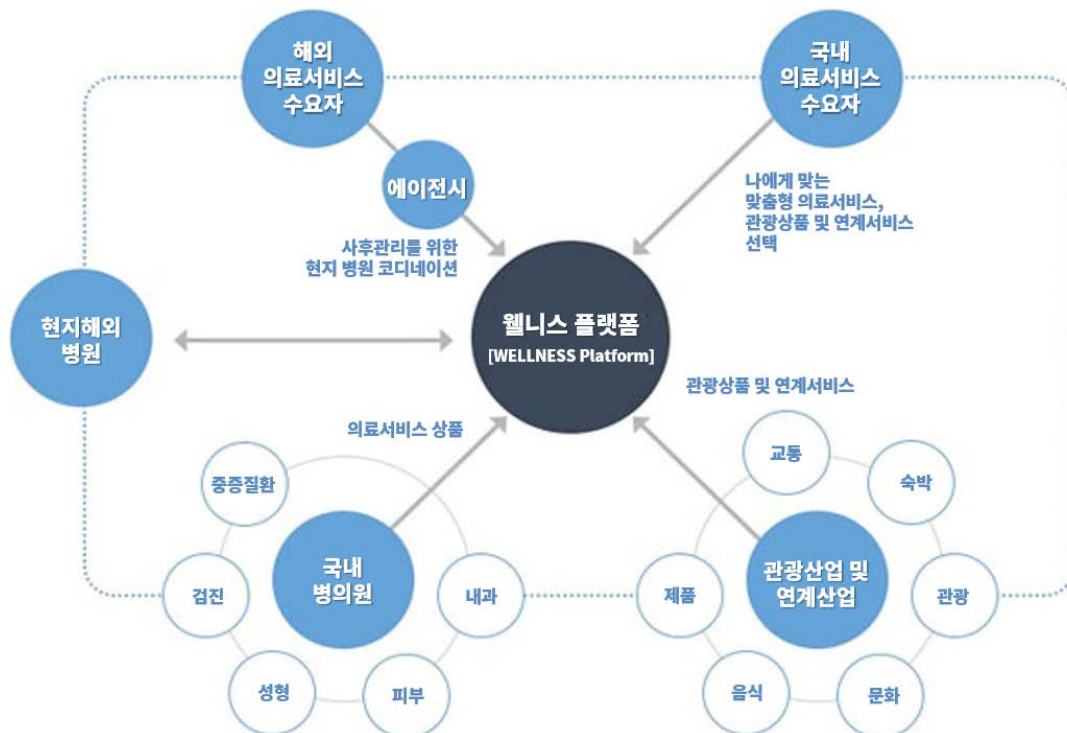 해외
의료서비스
수요자
국내
의료서비스
수요자
에이전시
나에게 맞는
맞춤형 의료서비스,
관광상품 및 연계서비스
선택
사후관리를 위한
현지 병원 코디네이션
현지해외
병원
웰니스 플랫폼
[WELLNESS Platform]
관광상품 및 연계서비스
의료서비스 상품
중증질환
국내
병의원
검진
내과
성형
피부
교통
숙박
관광산업 및
연계산업
제품
관광
음식
문화